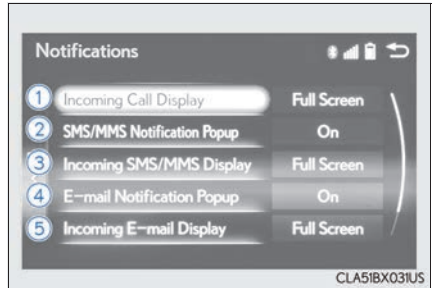 Notifications
1 Incoming Call Display Full Screen
2 SMS/MMS Notification Popup On
3 Incoming SMS/MMS Display Full Screen
4 E-mail Notification Popup On
5 Incoming E-mail Display Full Screen
CLA51BX031US